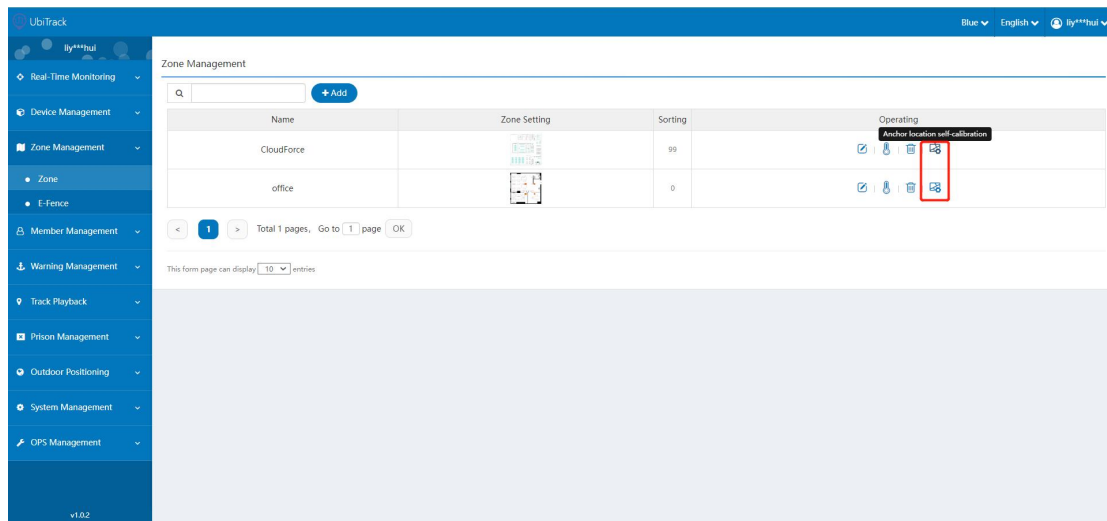 UbiTrack
Blue English liy***hui
liy***hui
Real-Time Monitoring
Device Management
Zone Management
Zone
E-Fence
Member Management
Warning Management
Track Playback
Prison Management
Outdoor Positioning
System Management
OPS Management
v1.0.2
Zone Management
+ Add
Name Zone Setting Sorting Operating
Anchor location self-calibration
CloudForce 99
office 0
< 1 > Total 1 pages, Go to 1 page OK
This form page can display 10 entries